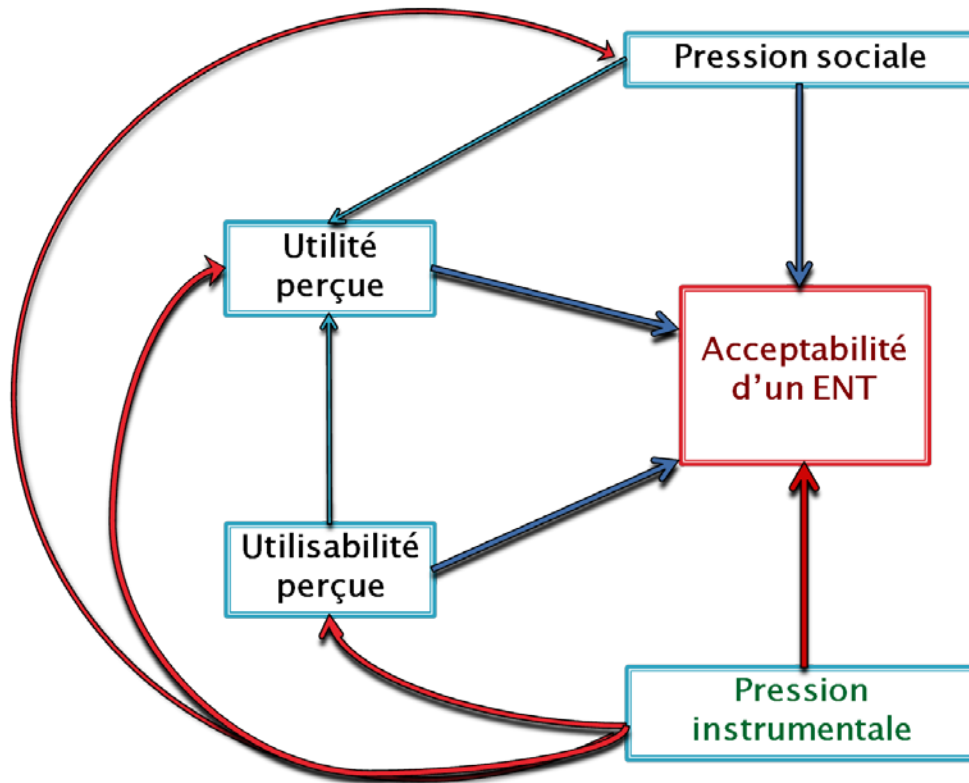 Pression sociale
Utilité
perçue
Acceptabilité
d'un ENT
Utilisabilité
perçue
Pression
instrumentale